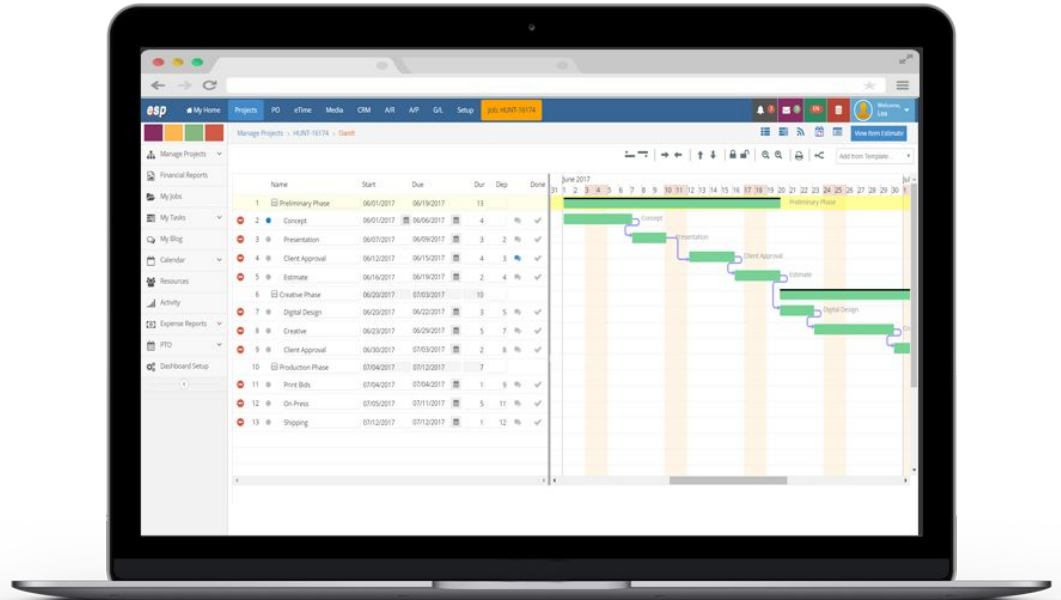 esp My Home Projects PO eTime Media CRM A/R A/P G/L Setup Job: HUNT-16174 EN Welcome, Lea
Manage Projects > HUNT-16174 > Gantt View Item Estimate
Manage Projects
Financial Reports
My Jobs
My Tasks
My Blog
Calendar
Resources
Activity
Expense Reports
PTO
Dashboard Setup
Add from Template...
Name Start Due Dur Dep Done
1 Preliminary Phase 06/01/2017 06/19/2017 13
2 Concept 06/01/2017 06/06/2017 4
3 Presentation 06/07/2017 06/09/2017 3 2
4 Client Approval 06/12/2017 06/15/2017 4 3
5 Estimate 06/16/2017 06/19/2017 2 4
6 Creative Phase 06/20/2017 07/03/2017 10
7 Digital Design 06/20/2017 06/22/2017 3 5
8 Creative 06/23/2017 06/29/2017 5 7
9 Client Approval 06/30/2017 07/03/2017 2 8
10 Production Phase 07/04/2017 07/12/2017 7
11 Print Bids 07/04/2017 07/04/2017 1 9
12 On Press 07/05/2017 07/11/2017 5 11
13 Shipping 07/12/2017 07/12/2017 1 12
June 2017 Jul
31 1 2 3 4 5 6 7 8 9 10 11 12 13 14 15 16 17 18 19 20 21 22 23 24 25 26 27 28 29 30 1
Preliminary Phase
Concept
Presentation
Client Approval
Estimate
Digital Design